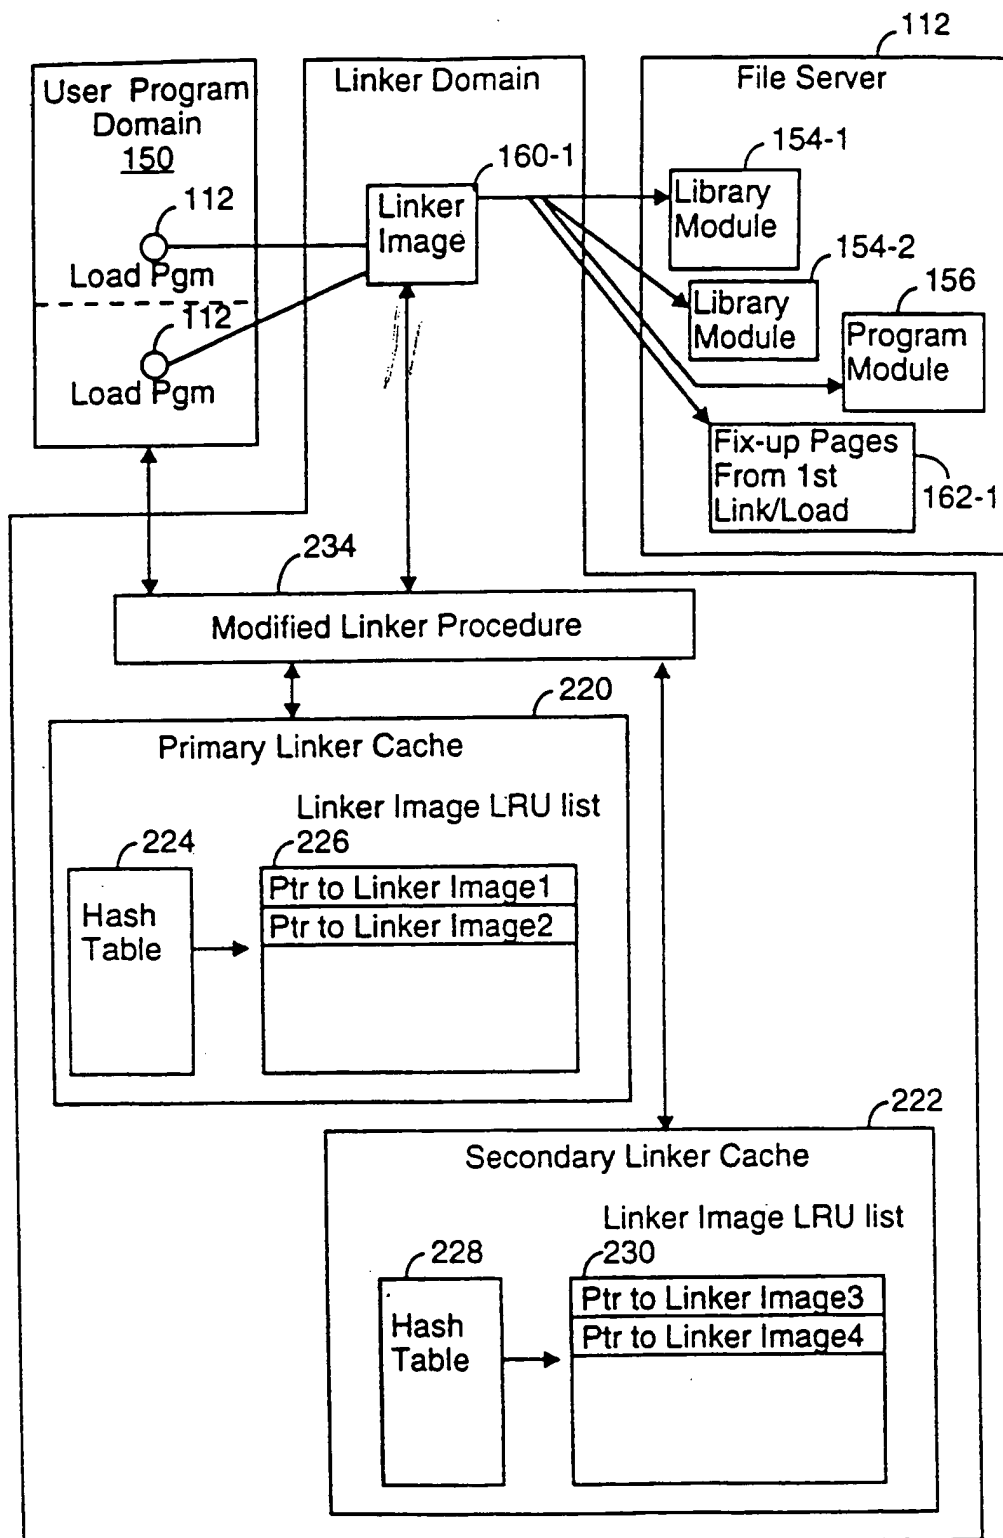 112
User Program
Domain
150
Linker Domain
File Server
160-1
154-1
112
Linker
Image
Library
Module
Load Pgm
154-2
156
112
Library
Module
Program
Module
Load Pgm
Fix-up Pages
From 1st
Link/Load
162-1
234
Modified Linker Procedure
220
Primary Linker Cache
Linker Image LRU list
224
226
Hash
Table
Ptr to Linker Image1
Ptr to Linker Image2
222
Secondary Linker Cache
Linker Image LRU list
228
230
Hash
Table
Ptr to Linker Image3
Ptr to Linker Image4